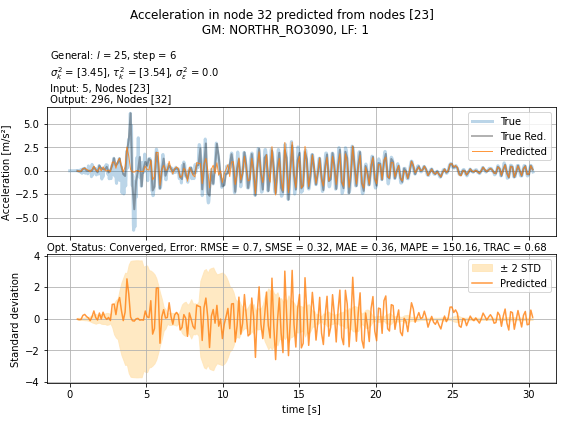 Acceleration in node 32 predicted from nodes [23]
GM: NORTHR_RO3090, LF: 1
General: l = 25, step = 6
σ²ₖ = [3.45], τ²ₖ = [3.54], σ²ε = 0.0
Input: 5, Nodes [23]
Output: 296, Nodes [32]
Acceleration [m/s²]
5.0
2.5
0.0
−2.5
−5.0
True
True Red.
Predicted
Opt. Status: Converged, Error: RMSE = 0.7, SMSE = 0.32, MAE = 0.36, MAPE = 150.16, TRAC = 0.68
Standard deviation
4
2
0
−2
−4
± 2 STD
Predicted
0 5 10 15 20 25 30
time [s]